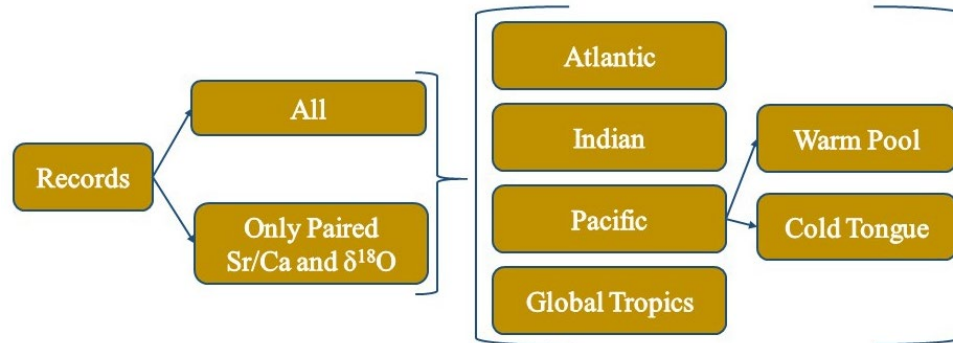 Records
All
Only Paired
Sr/Ca and δ¹⁸O
Atlantic
Indian
Pacific
Global Tropics
Warm Pool
Cold Tongue